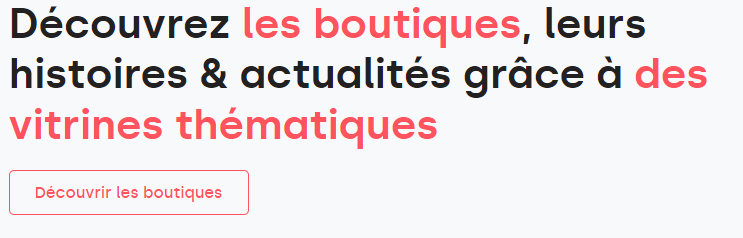 Découvrez les boutiques, leurs
histoires & actualités grâce à des
vitrines thématiques
Découvrir les boutiques